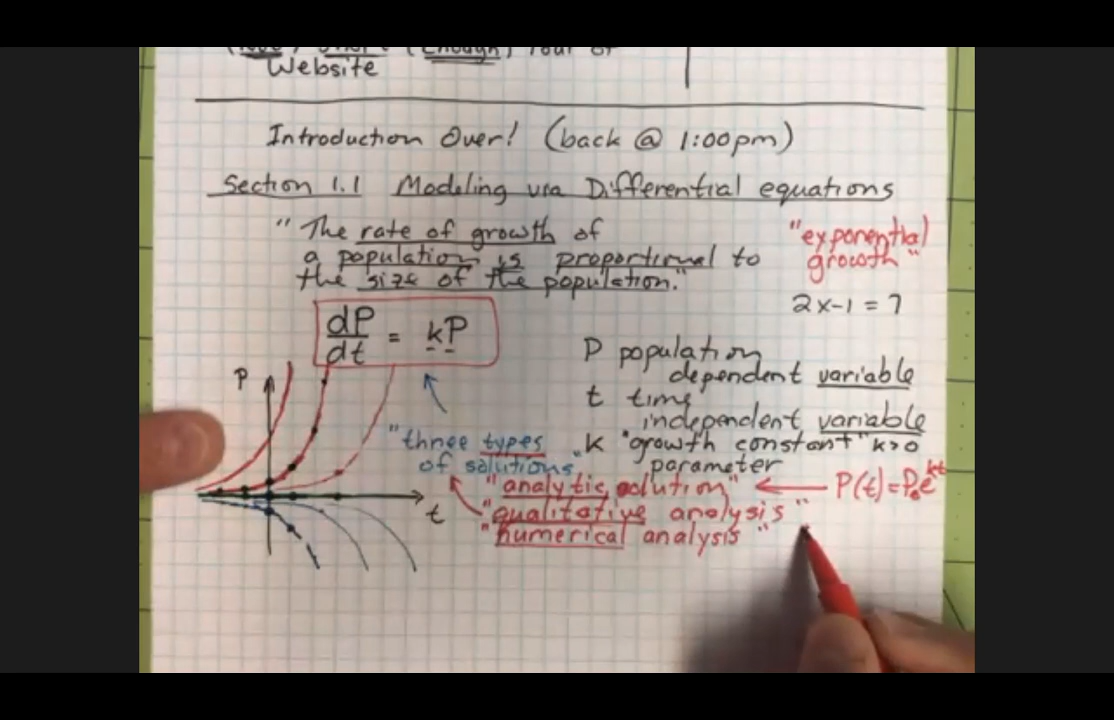 (Enough) Tour of
Website
Introduction Over! (back @ 1:00pm)
Section 1.1 Modeling via Differential equations
"The rate of growth of
a population is proportional to
the size of the population."
"exponential
growth"
2x-1 = 7
dP/dt = kP
P population
dependent variable
t time
independent variable
k "growth constant" k>0
parameter
P
t
"three types
of solutions"
"analytic solution" ← P(t)=P₀e^kt
"qualitative analysis"
"numerical analysis"